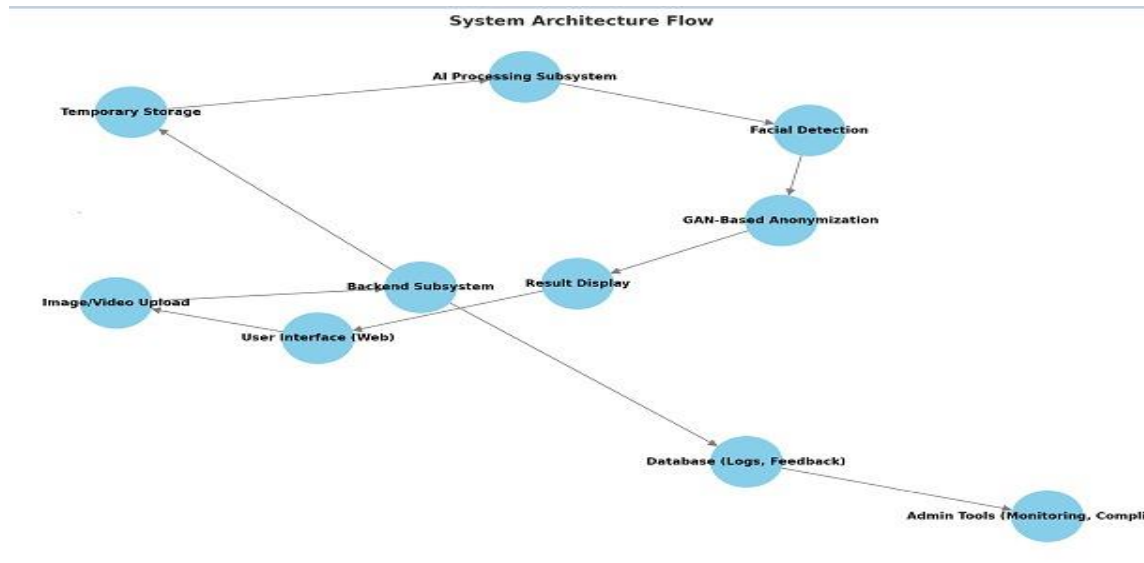 System Architecture Flow
AI Processing Subsystem
Temporary Storage
Facial Detection
GAN-Based Anonymization
Result Display
Backend Subsystem
Image/Video Upload
User Interface (Web)
Database (Logs, Feedback)
Admin Tools (Monitoring, Compli